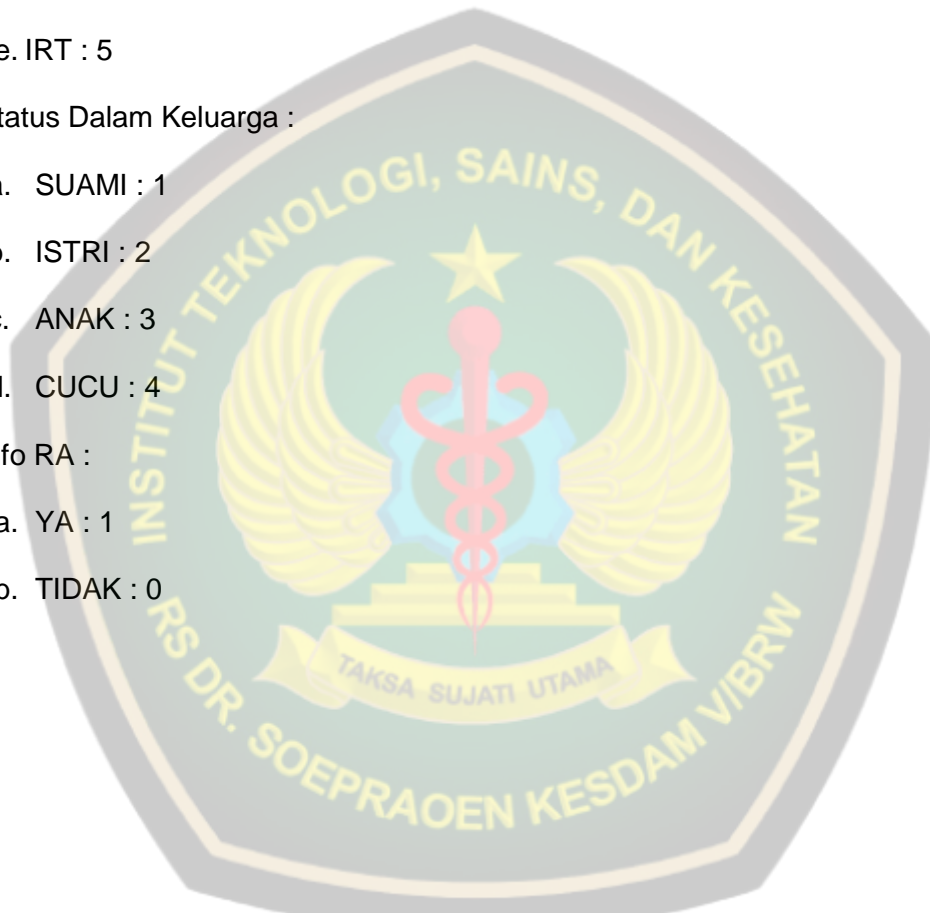 e. IRT : 5
tatus Dalam Keluarga :
a. SUAMI : 1
b. ISTRI : 2
c. ANAK : 3
d. CUCU : 4
fo RA :
a. YA : 1
b. TIDAK : 0
INSTITUT TEKNOLOGI, SAINS, DAN KESEHATAN
TAKSA SUJATI UTAMA
RS DR. SOEPRAOEN KESDAM V/BRW